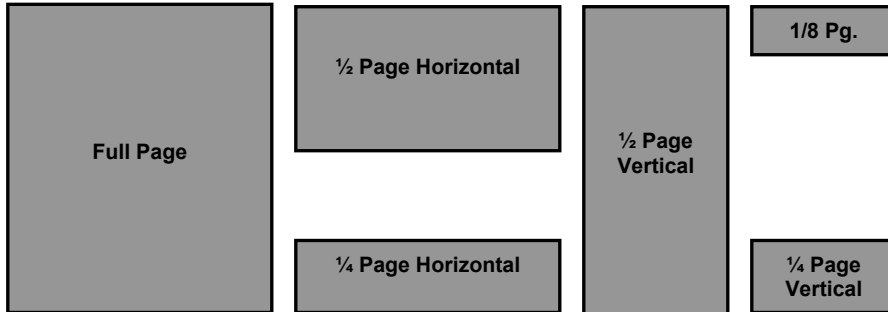 Full Page
½ Page Horizontal
¼ Page Horizontal
½ Page
Vertical
1/8 Pg.
¼ Page
Vertical